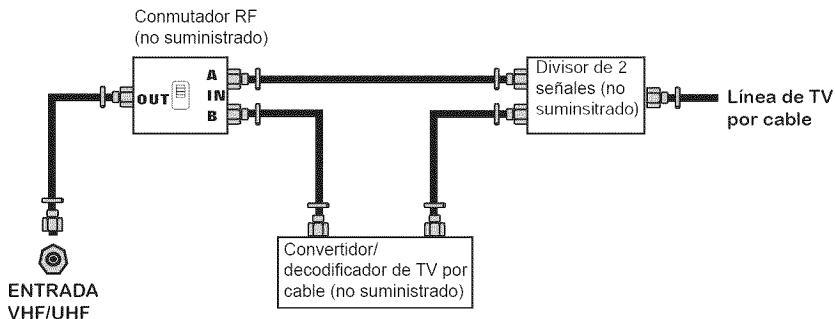 Conmutador RF
(no suministrado)
A
OUT
IN
B
Divisor de 2
señales (no
suminsitrado)
Línea de TV
por cable
Convertidor/
decodificador de TV por
cable (no suministrado)
ENTRADA
VHF/UHF